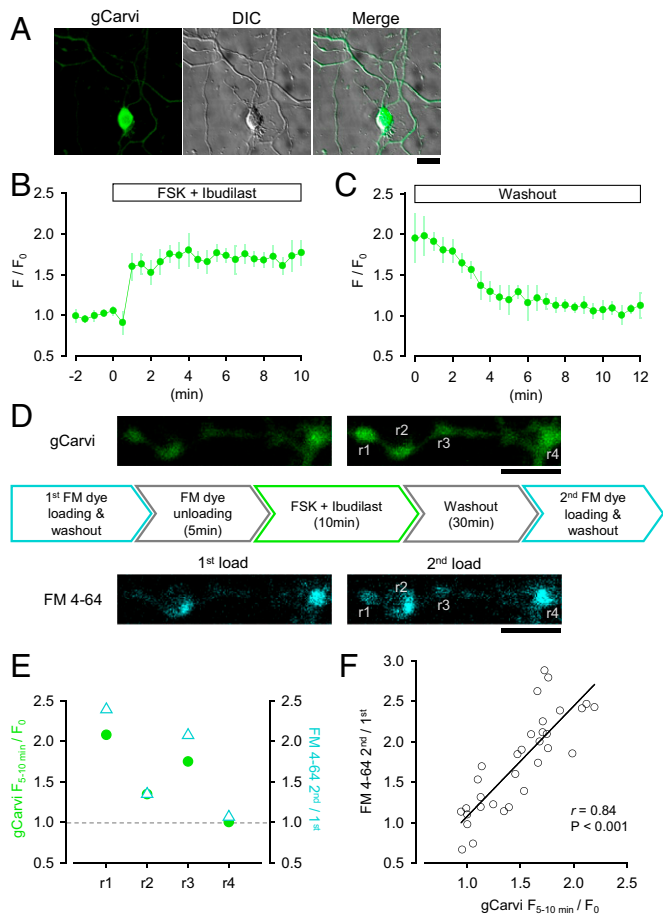 A
gCarvi DIC Merge
B
FSK + Ibudilast
2.5
2.0
1.5
1.0
0.5
F / F0
-2 0 2 4 6 8 10
(min)
C
Washout
2.5
2.0
1.5
1.0
0.5
F / F0
0 2 4 6 8 10 12
(min)
D
gCarvi
r1 r2 r3 r4
1st FM dye loading & washout
FM dye unloading (5min)
FSK + Ibudilast (10min)
Washout (30min)
2nd FM dye loading & washout
1st load 2nd load
FM 4-64
r1 r2 r3 r4
E
2.5
2.0
1.5
1.0
0.5
gCarvi F5-10 min / F0
2.5
2.0
1.5
1.0
0.5
FM 4-64 2nd / 1st
r1 r2 r3 r4
F
3.0
2.5
2.0
1.5
1.0
0.5
FM 4-64 2nd / 1st
r = 0.84
P < 0.001
1.0 1.5 2.0 2.5
gCarvi F5-10 min / F0